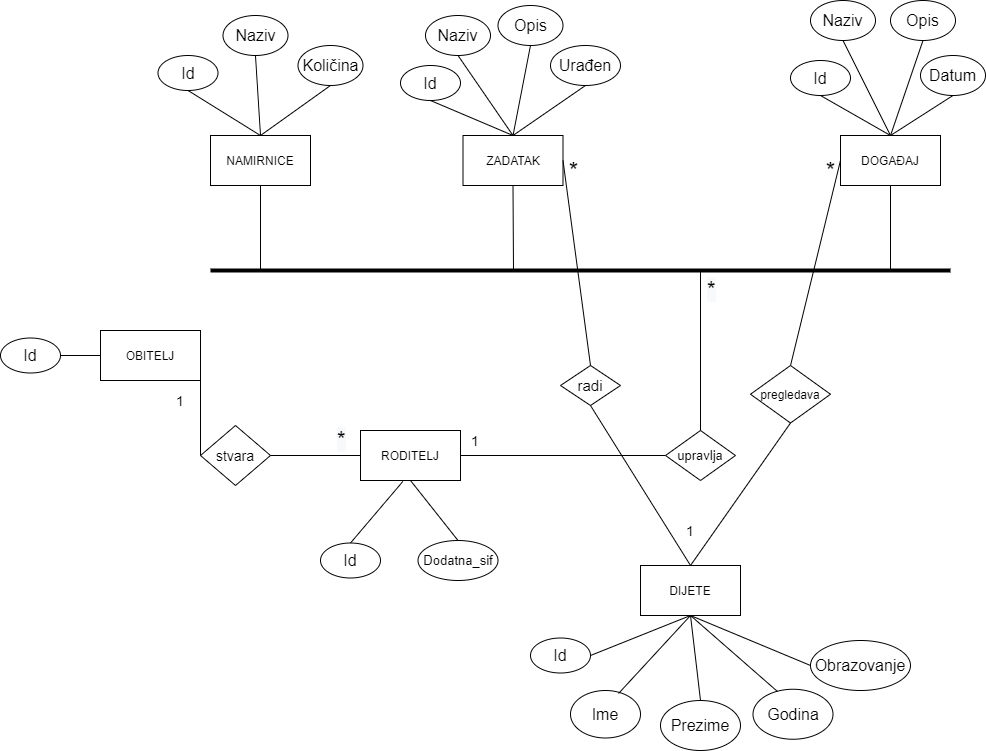 Naziv
Id
Količina
NAMIRNICE
Naziv
Opis
Id
Urađen
ZADATAK
*
Naziv
Opis
Id
Datum
DOGAĐAJ
*
*
Id
OBITELJ
1
stvara
*
RODITELJ
1
upravlja
radi
pregledava
Id
Dodatna_sif
1
DIJETE
Id
Ime
Prezime
Godina
Obrazovanje